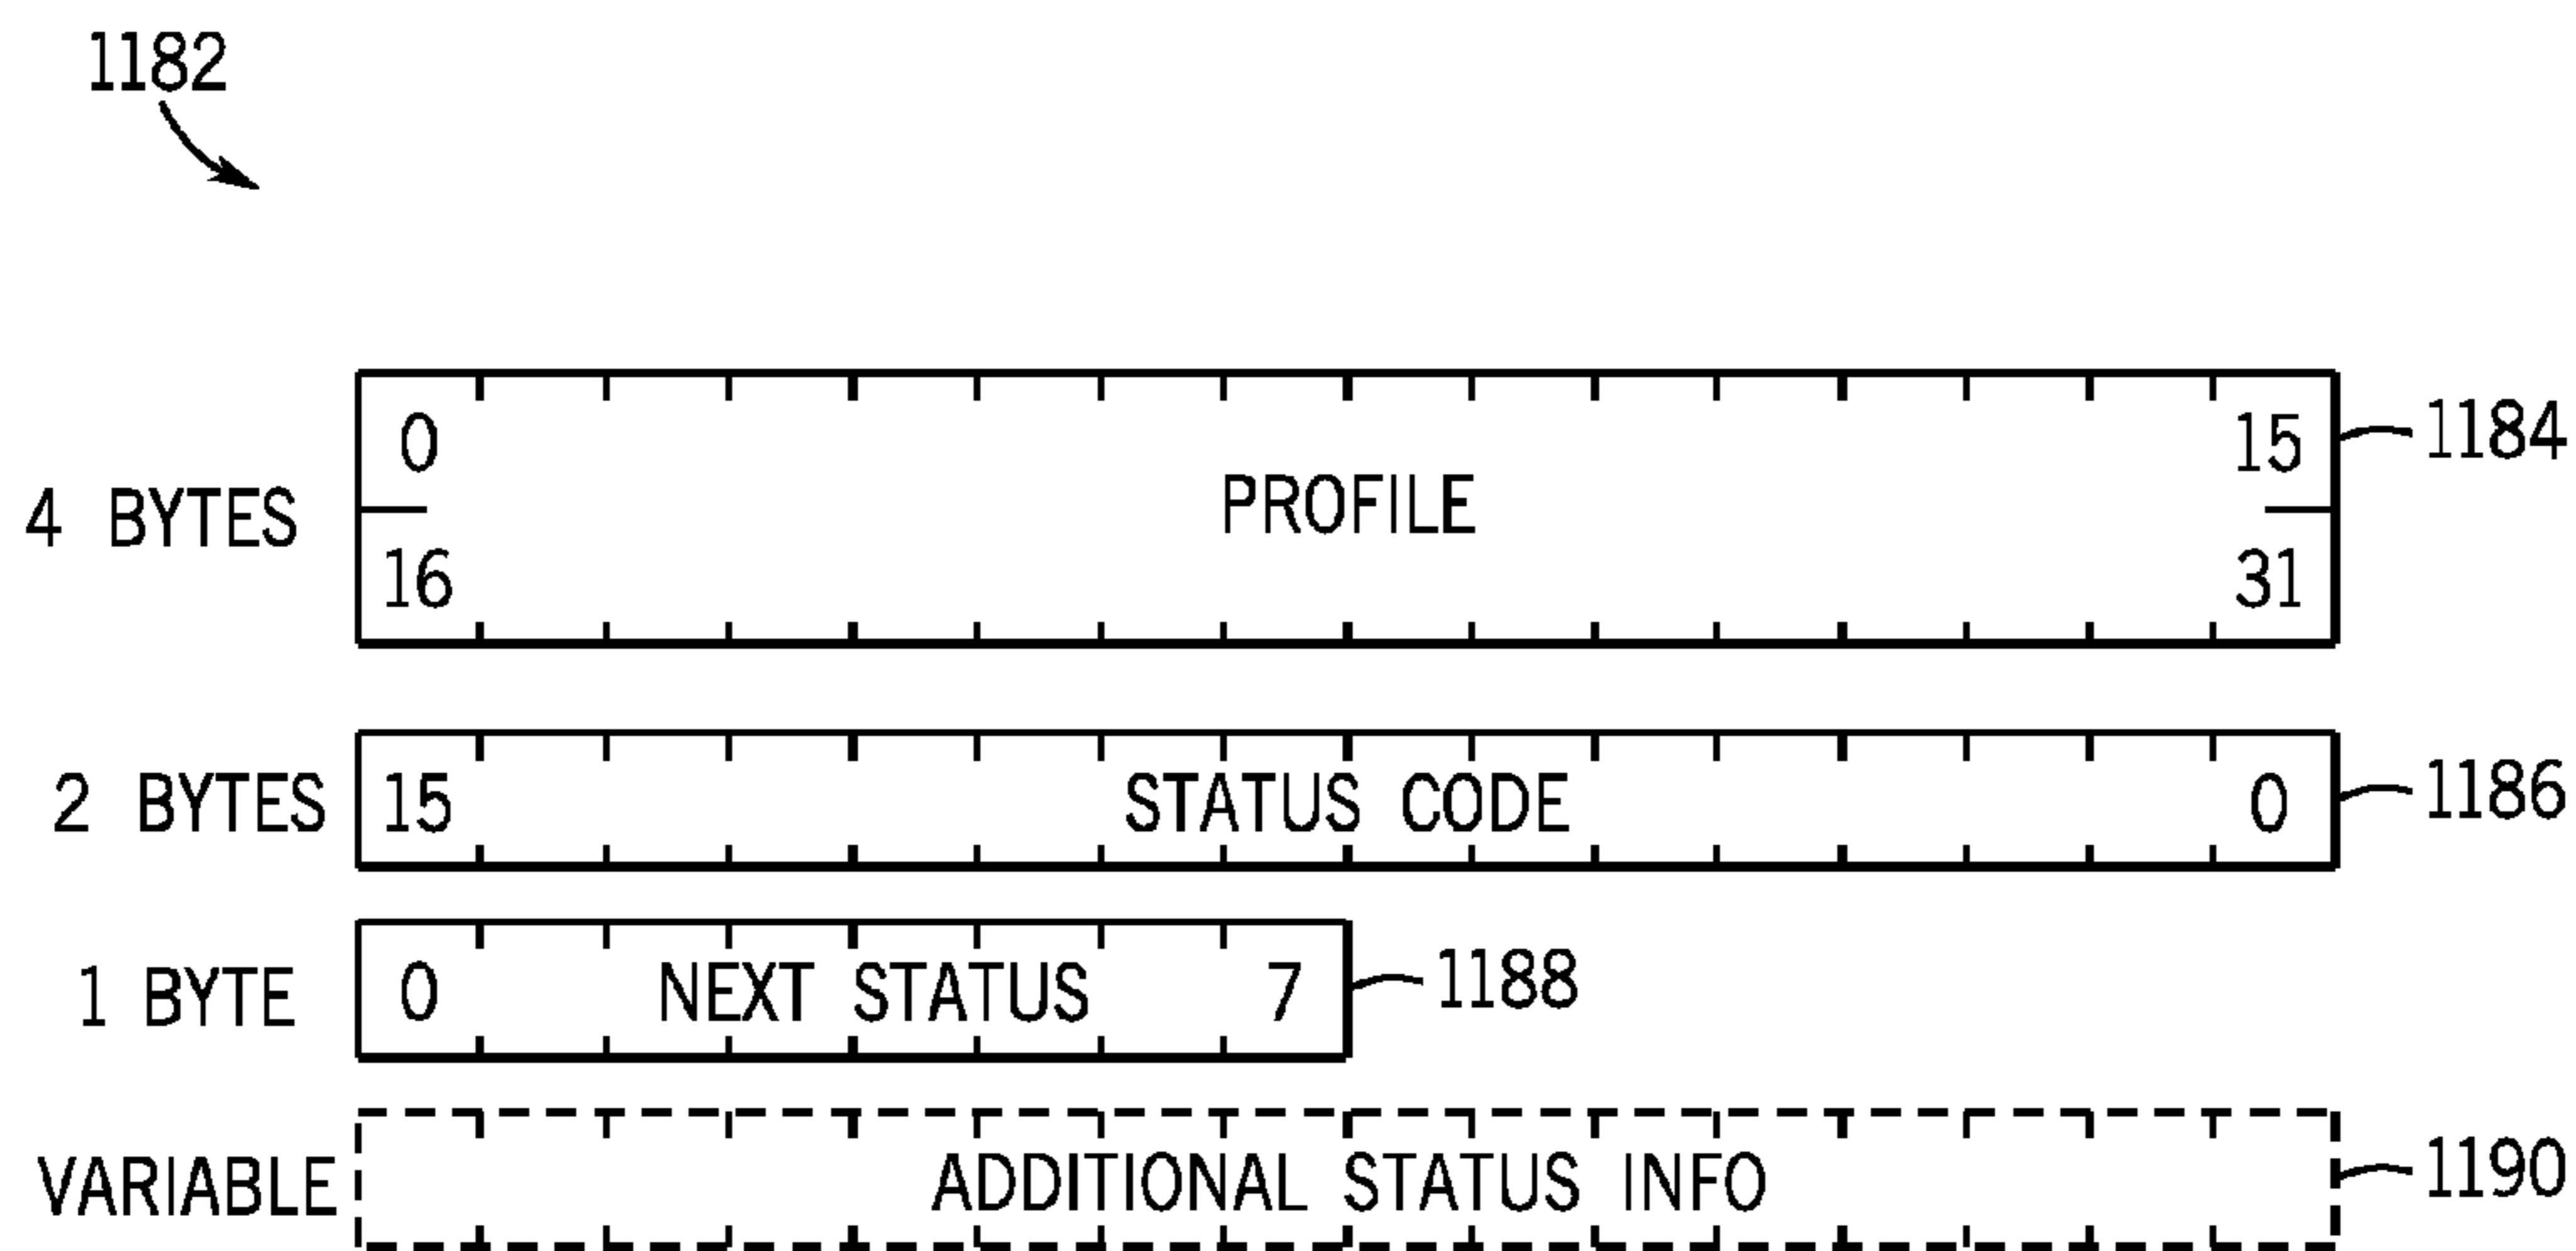 1182
0 15 1184
4 BYTES PROFILE
16 31
2 BYTES 15 STATUS CODE 0 1186
1 BYTE 0 NEXT STATUS 7 1188
VARIABLE ADDITIONAL STATUS INFO 1190